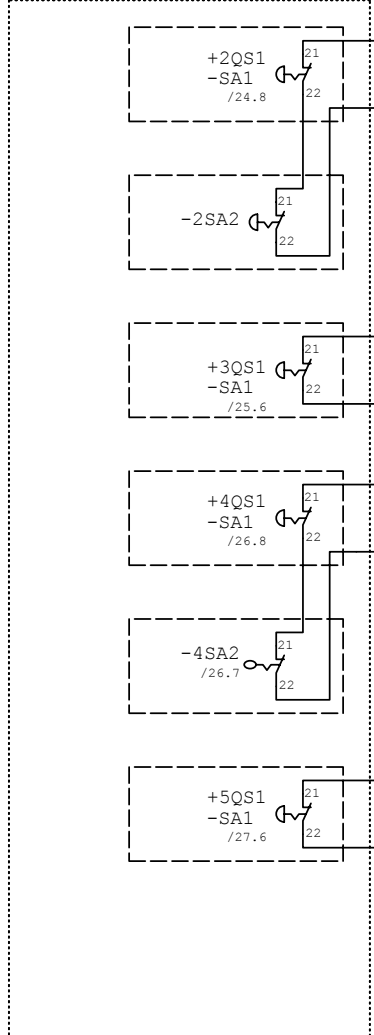 +2QS1
-SA1
/24.8
21
22
-2SA2
21
22
+3QS1
-SA1
/25.6
21
22
+4QS1
-SA1
/26.8
21
22
-4SA2
/26.7
21
22
+5QS1
-SA1
/27.6
21
22